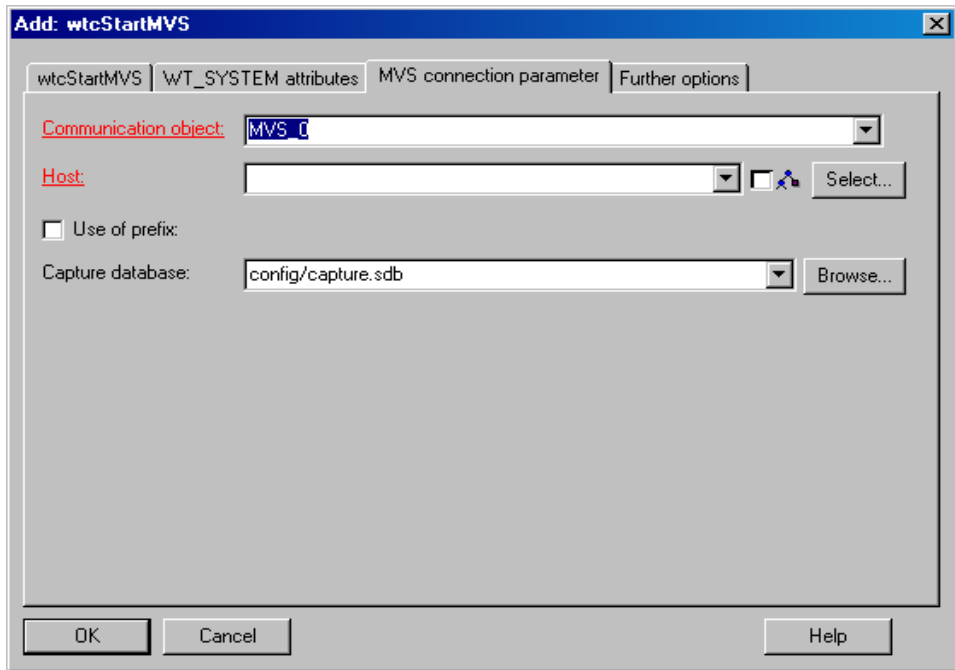 Add: wtcStartMVS
wtcStartMVS WT_SYSTEM attributes MVS connection parameter Further options
Communication object: MVS_0
Host: Select...
Use of prefix:
Capture database: config/capture.sdb Browse...
OK Cancel Help